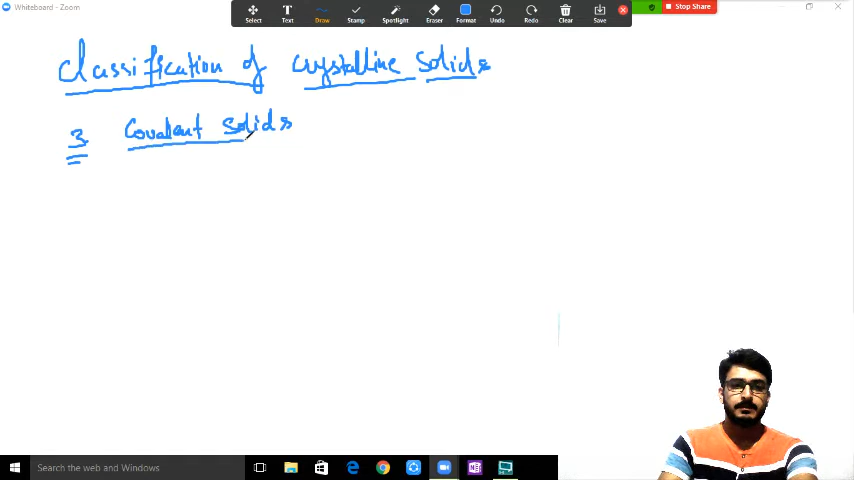 Whiteboard - Zoom
Select Text Draw Stamp Spotlight Eraser Format Undo Redo Clear Save
Stop Share
Classification of crystalline solids
3 Covalent solids
Search the web and Windows